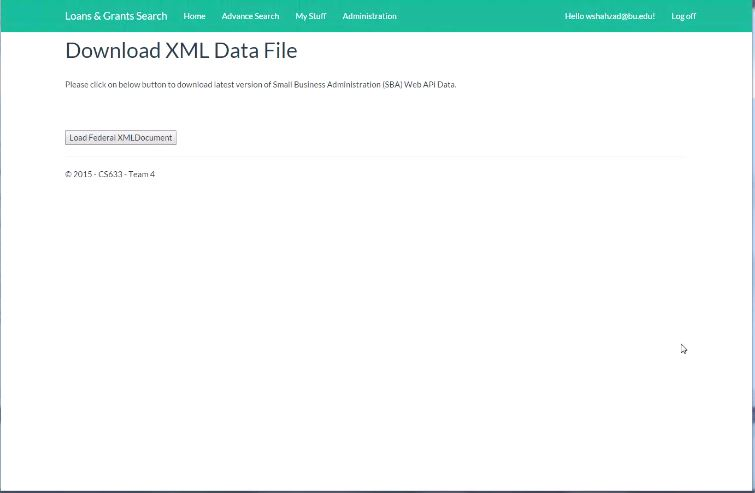 Loans & Grants Search Home Advance Search My Stuff Administration Hello wshahzad@bu.edu! Log off
Download XML Data File
Please click on below button to download latest version of Small Business Administration (SBA) Web API Data.
Load Federal XMLDocument
© 2015 - CS633 - Team 4